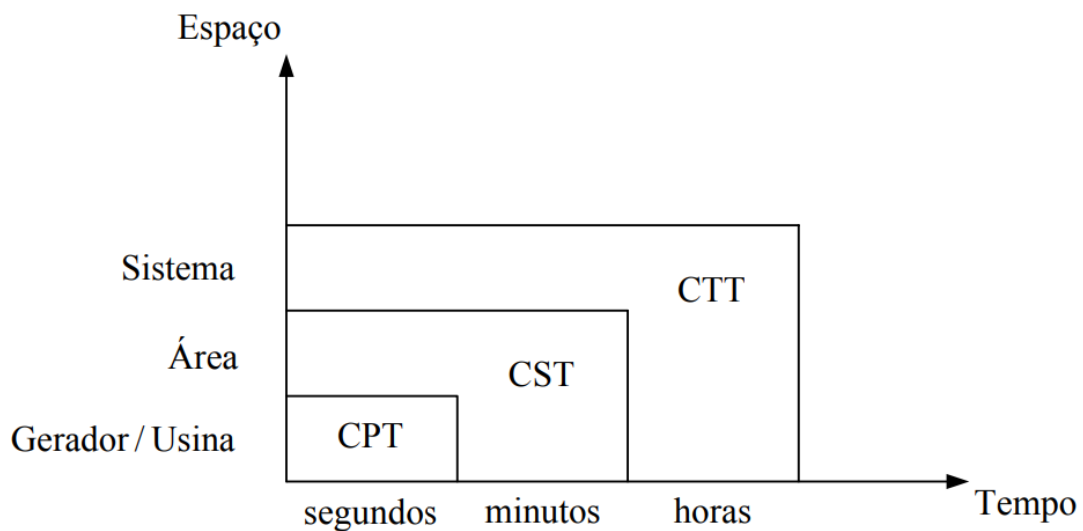 Espaço
Sistema
CTT
Área
CST
Gerador / Usina
CPT
segundos
minutos
horas
Tempo